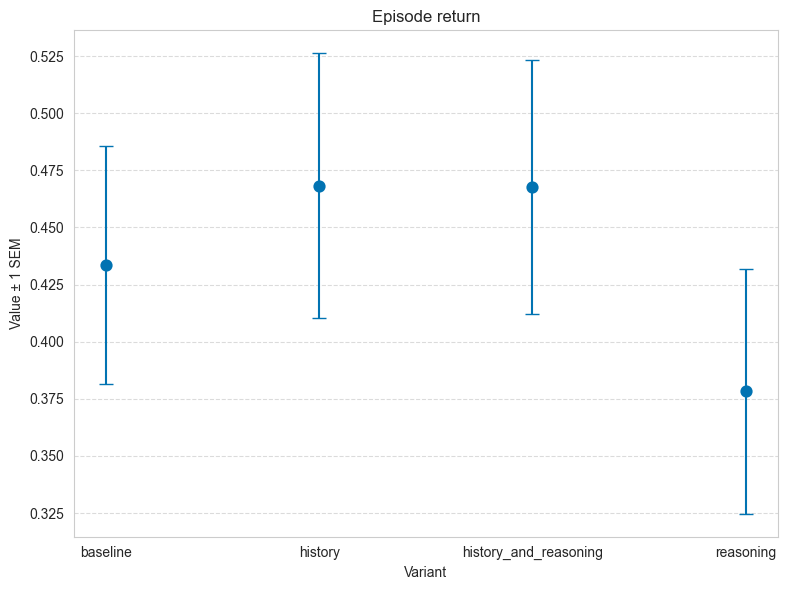 Episode return
Value ± 1 SEM
0.525
0.500
0.475
0.450
0.425
0.400
0.375
0.350
0.325
baseline
history
history_and_reasoning
reasoning
Variant